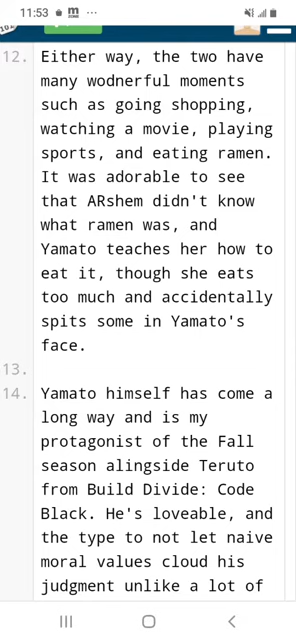 11:53
12. Either way, the two have
many wodnerful moments
such as going shopping,
watching a movie, playing
sports, and eating ramen.
It was adorable to see
that ARshem didn't know
what ramen was, and
Yamato teaches her how to
eat it, though she eats
too much and accidentally
spits some in Yamato's
face.
13.
14. Yamato himself has come a
long way and is my
protagonist of the Fall
season alingside Teruto
from Build Divide: Code
Black. He's loveable, and
the type to not let naive
moral values cloud his
judgment unlike a lot of